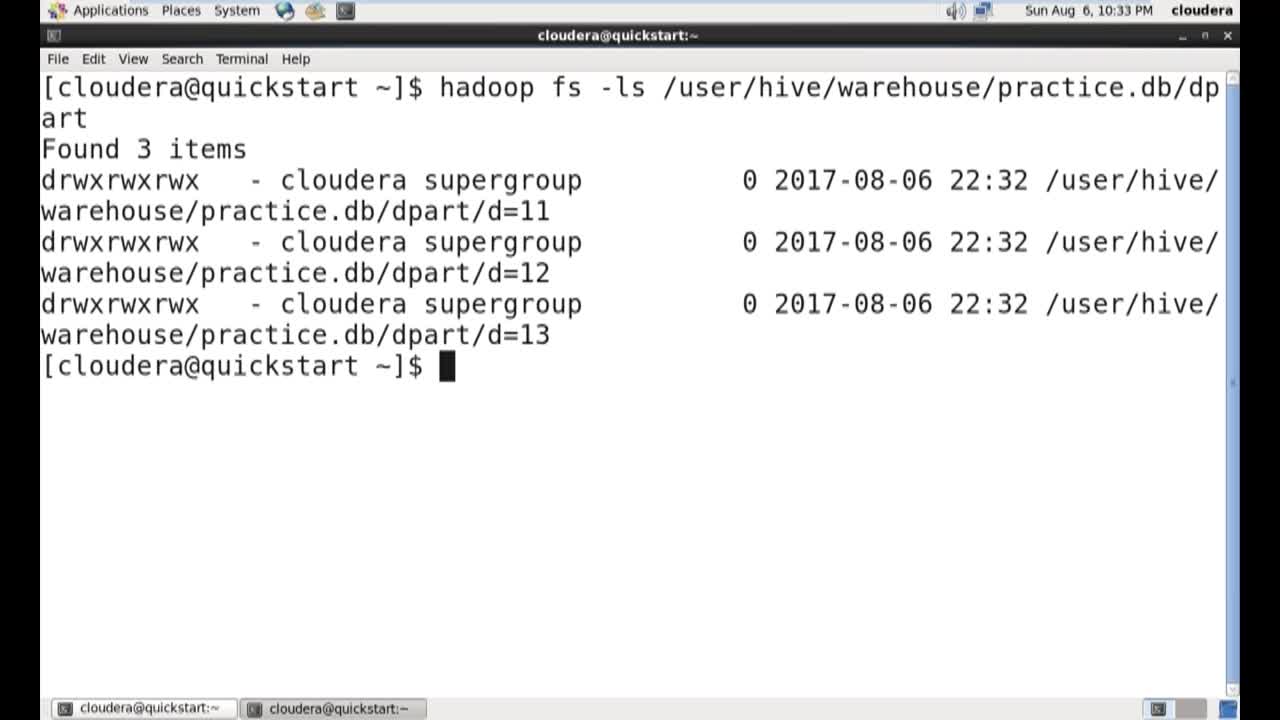 Applications Places System Sun Aug 6, 10:33 PM cloudera
cloudera@quickstart:~
File Edit View Search Terminal Help
[cloudera@quickstart ~]$ hadoop fs -ls /user/hive/warehouse/practice.db/dp
art
Found 3 items
drwxrwxrwx - cloudera supergroup 0 2017-08-06 22:32 /user/hive/
warehouse/practice.db/dpart/d=11
drwxrwxrwx - cloudera supergroup 0 2017-08-06 22:32 /user/hive/
warehouse/practice.db/dpart/d=12
drwxrwxrwx - cloudera supergroup 0 2017-08-06 22:32 /user/hive/
warehouse/practice.db/dpart/d=13
[cloudera@quickstart ~]$
cloudera@quickstart:~ cloudera@quickstart:~